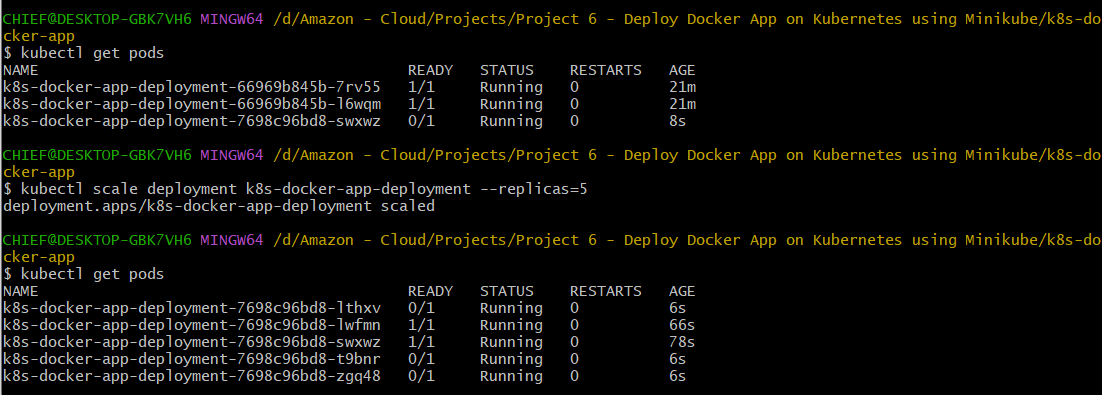 CHIEF@DESKTOP-GBK7VH6 MINGW64 /d/Amazon - Cloud/Projects/Project 6 - Deploy Docker App on Kubernetes using Minikube/k8s-do
cker-app
$ kubectl get pods
NAME READY STATUS RESTARTS AGE
k8s-docker-app-deployment-66969b845b-7rv55 1/1 Running 0 21m
k8s-docker-app-deployment-66969b845b-l6wqm 1/1 Running 0 21m
k8s-docker-app-deployment-7698c96bd8-swxwz 0/1 Running 0 8s
CHIEF@DESKTOP-GBK7VH6 MINGW64 /d/Amazon - Cloud/Projects/Project 6 - Deploy Docker App on Kubernetes using Minikube/k8s-do
cker-app
$ kubectl scale deployment k8s-docker-app-deployment --replicas=5
deployment.apps/k8s-docker-app-deployment scaled
CHIEF@DESKTOP-GBK7VH6 MINGW64 /d/Amazon - Cloud/Projects/Project 6 - Deploy Docker App on Kubernetes using Minikube/k8s-do
cker-app
$ kubectl get pods
NAME READY STATUS RESTARTS AGE
k8s-docker-app-deployment-7698c96bd8-lthxv 0/1 Running 0 6s
k8s-docker-app-deployment-7698c96bd8-lwfmn 1/1 Running 0 66s
k8s-docker-app-deployment-7698c96bd8-swxwz 1/1 Running 0 78s
k8s-docker-app-deployment-7698c96bd8-t9bnr 0/1 Running 0 6s
k8s-docker-app-deployment-7698c96bd8-zgq48 0/1 Running 0 6s